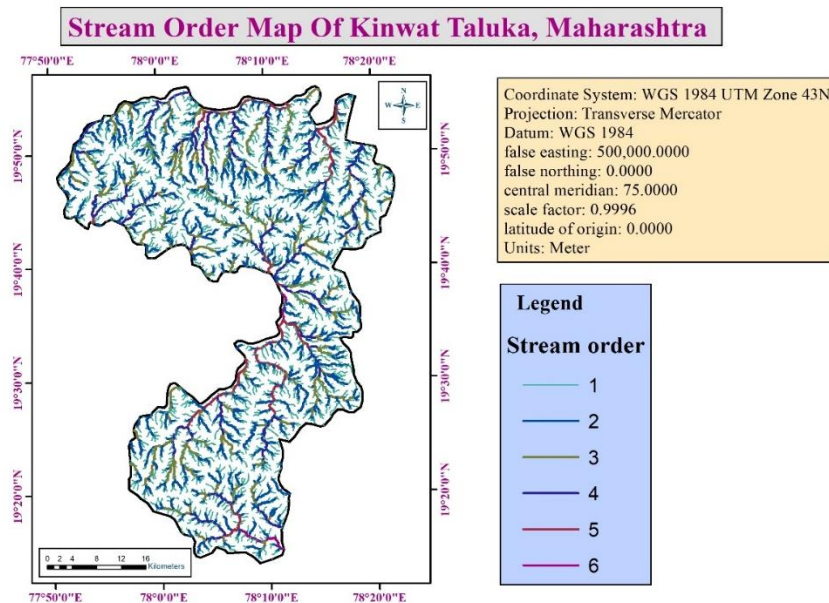 Stream Order Map Of Kinwat Taluka, Maharashtra
77°50'0"E 78°0'0"E 78°10'0"E 78°20'0"E
N
W E
S
19°50'0"N 19°50'0"N
19°40'0"N 19°40'0"N
19°30'0"N 19°30'0"N
19°20'0"N 19°20'0"N
0 2 4 8 12 16
Kilometers
77°50'0"E 78°0'0"E 78°10'0"E 78°20'0"E
Coordinate System: WGS 1984 UTM Zone 43N
Projection: Transverse Mercator
Datum: WGS 1984
false easting: 500,000.0000
false northing: 0.0000
central meridian: 75.0000
scale factor: 0.9996
latitude of origin: 0.0000
Units: Meter
Legend
Stream order
1
2
3
4
5
6